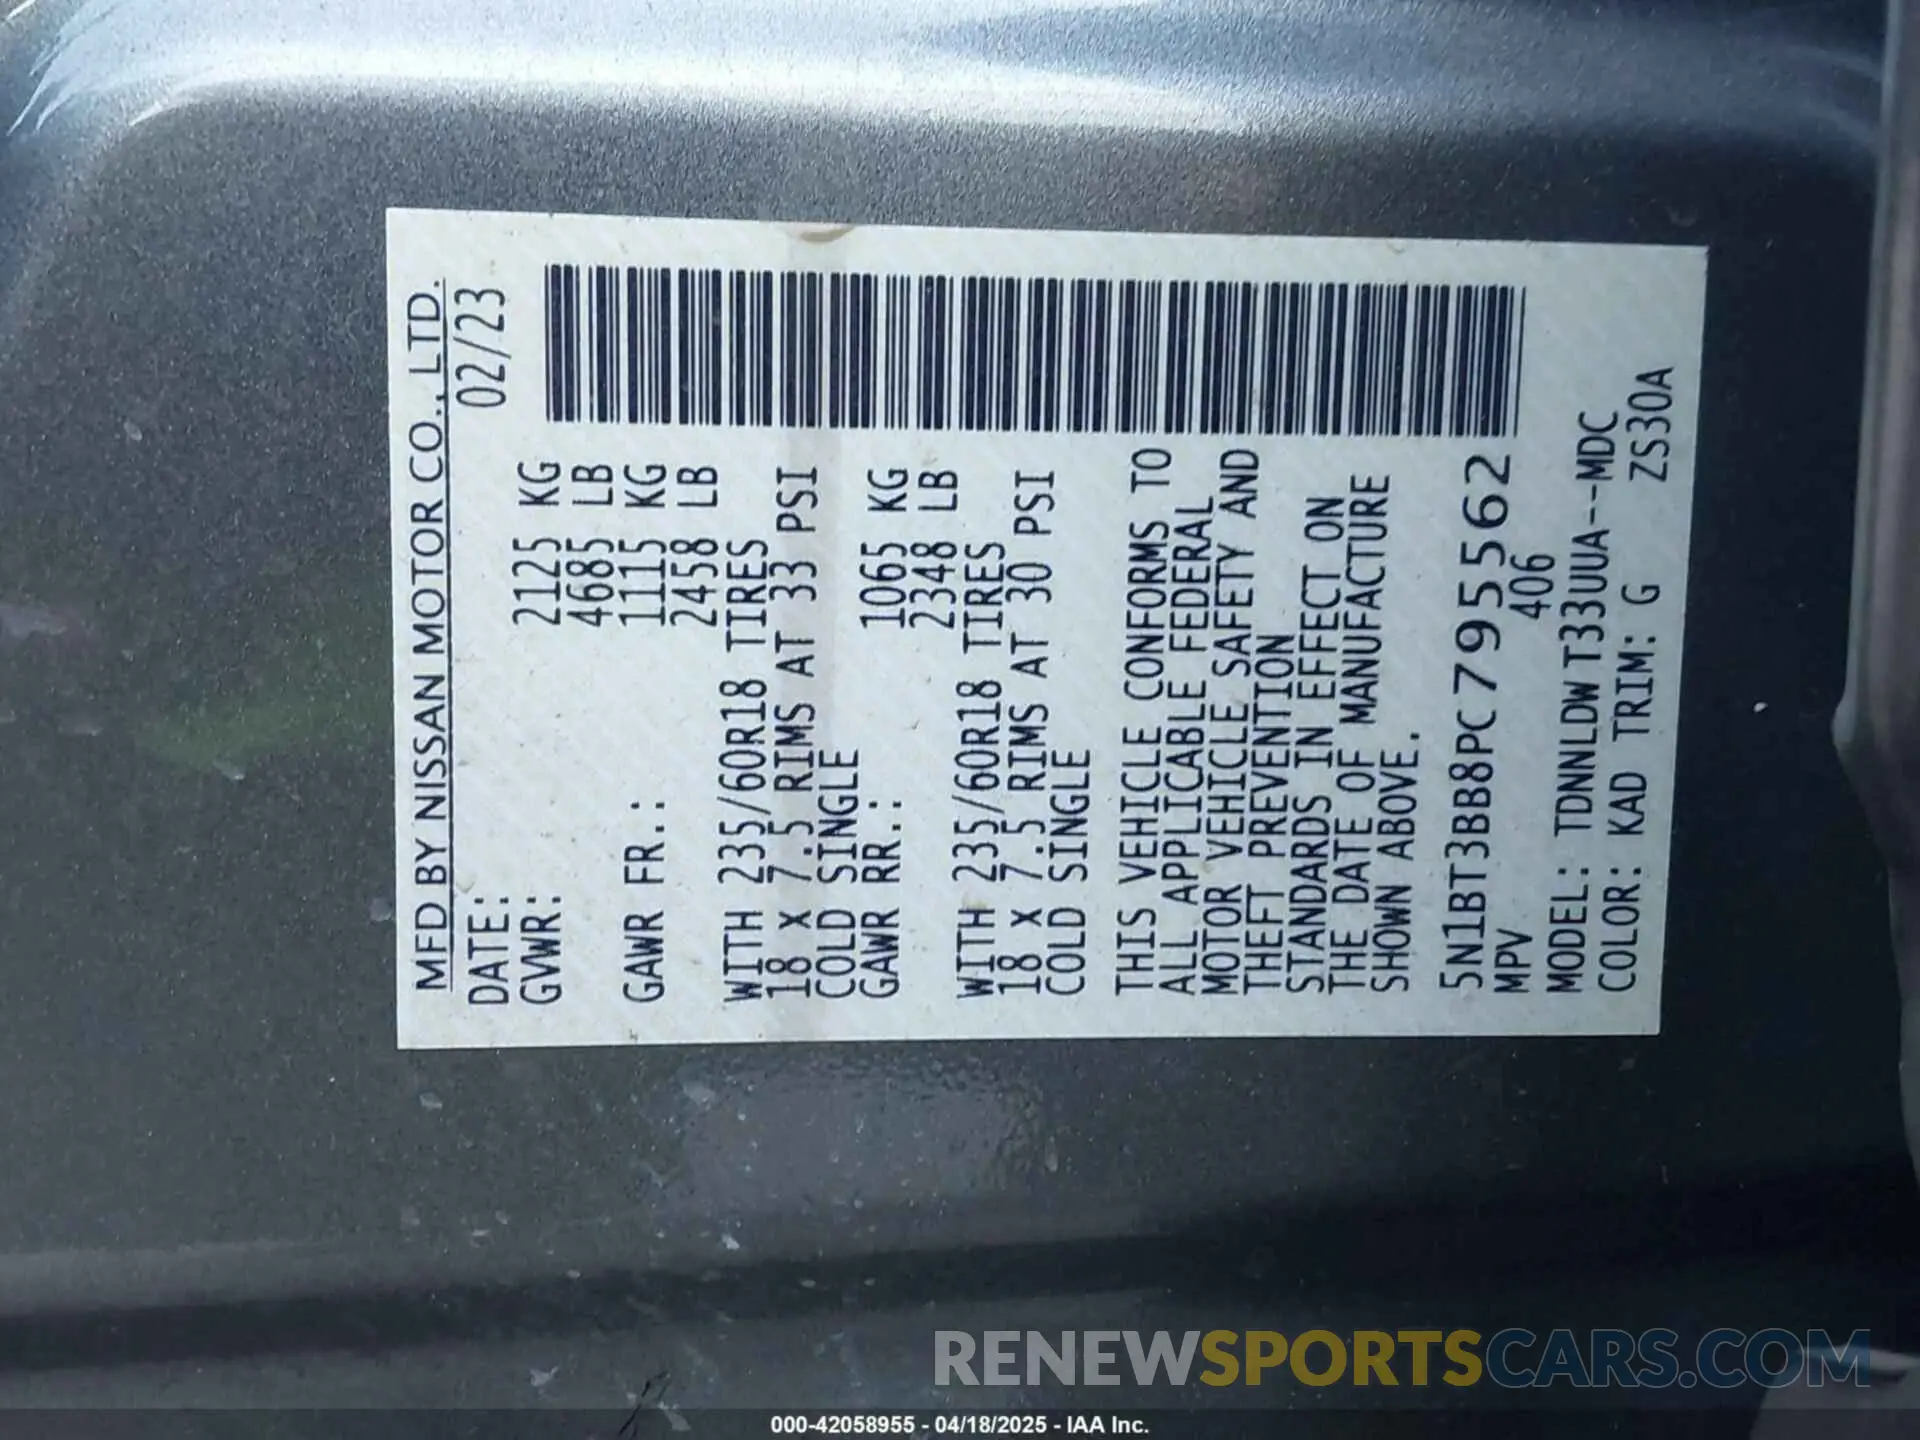 MFD BY NISSAN MOTOR CO., LTD.
DATE: 02/23
GVWR: 2125 KG
4685 LB
GAWR FR.: 1115 KG
2458 LB
WITH 235/60R18 TIRES
18 X 7.5 RIMS AT 33 PSI
COLD SINGLE
GAWR RR.: 1065 KG
2348 LB
WITH 235/60R18 TIRES
18 X 7.5 RIMS AT 30 PSI
COLD SINGLE
THIS VEHICLE CONFORMS TO
ALL APPLICABLE FEDERAL
MOTOR VEHICLE SAFETY AND
THEFT PREVENTION
STANDARDS IN EFFECT ON
THE DATE OF MANUFACTURE
SHOWN ABOVE.
5N1BT3BB8PC795562
MPV 406
MODEL: TDNNLDW T33UUA--MDC
COLOR: KAD TRIM: G ZS30A
RENEWSPORTSCARS.COM
000-42058955 - 04/18/2025 - IAA Inc.